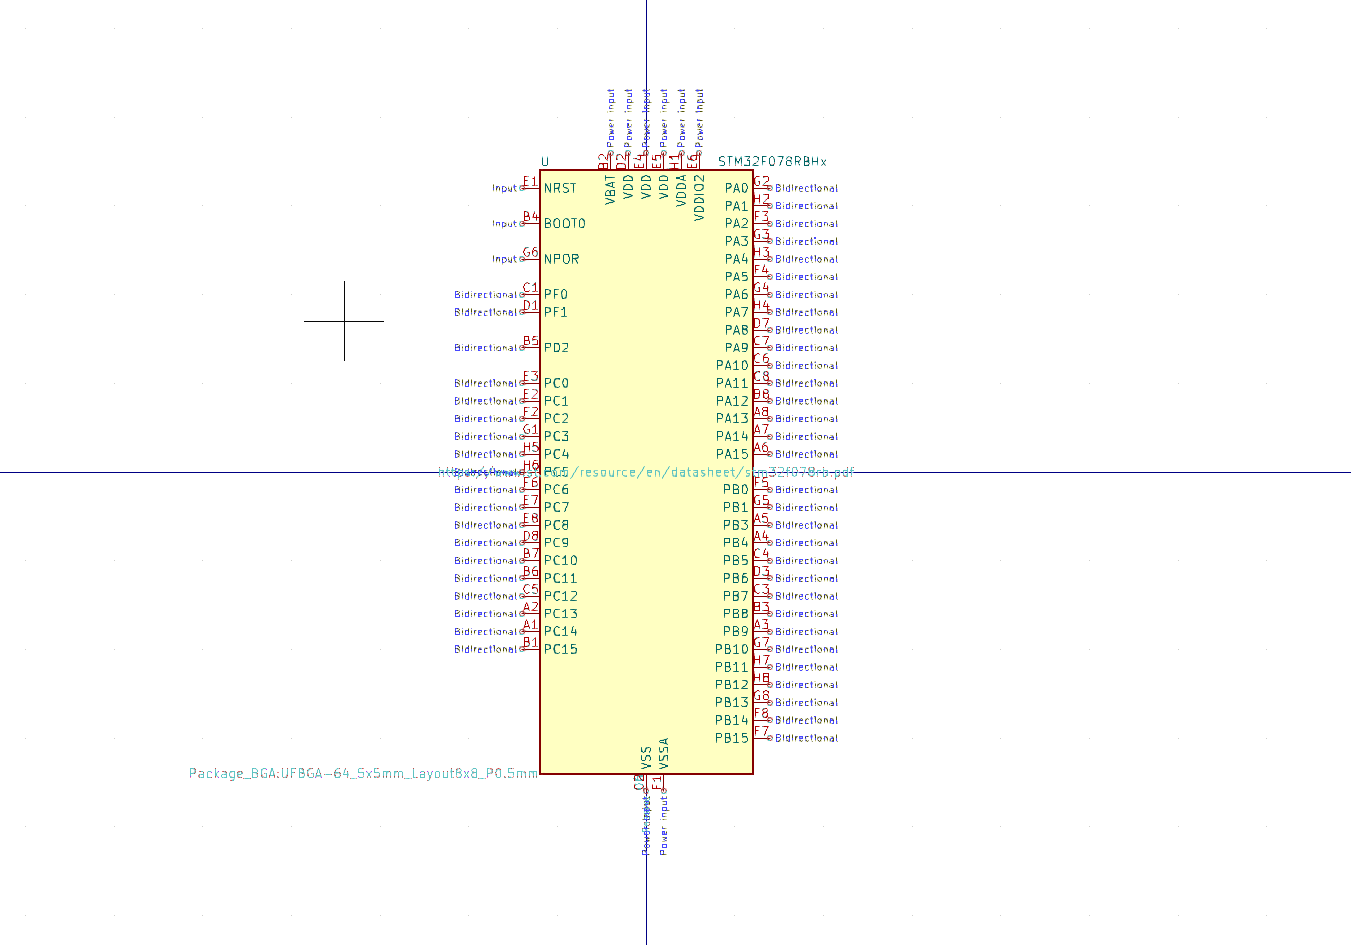 Power input Power input Power input Power input Power input Power input
B2 D2 E4 E5 H1 E6
U STM32F078RBHx
VBAT VDD VDD VDD VDDA VDDIO2
Input E1 NRST PA0 G2 Bidirectional
PA1 H2 Bidirectional
Input B4 BOOT0 PA2 F3 Bidirectional
PA3 G3 Bidirectional
Input G6 NPOR PA4 H3 Bidirectional
PA5 F4 Bidirectional
Bidirectional C1 PF0 PA6 G4 Bidirectional
Bidirectional D1 PF1 PA7 H4 Bidirectional
PA8 D7 Bidirectional
Bidirectional B5 PD2 PA9 C7 Bidirectional
PA10 C6 Bidirectional
Bidirectional E3 PC0 PA11 C8 Bidirectional
Bidirectional E2 PC1 PA12 B8 Bidirectional
Bidirectional F2 PC2 PA13 A8 Bidirectional
Bidirectional G1 PC3 PA14 A7 Bidirectional
Bidirectional H5 PC4 PA15 A6 Bidirectional
H6 PC5 /resource/en/datasheet/stm32f078rb.pdf
Bidirectional F6 PC6 PB0 F5 Bidirectional
Bidirectional E7 PC7 PB1 G5 Bidirectional
Bidirectional E8 PC8 PB3 A5 Bidirectional
Bidirectional D8 PC9 PB4 A4 Bidirectional
Bidirectional B7 PC10 PB5 C4 Bidirectional
Bidirectional B6 PC11 PB6 D3 Bidirectional
Bidirectional C5 PC12 PB7 C3 Bidirectional
Bidirectional A2 PC13 PB8 B3 Bidirectional
Bidirectional A1 PC14 PB9 A3 Bidirectional
Bidirectional B1 PC15 PB10 G7 Bidirectional
PB11 H7 Bidirectional
PB12 H8 Bidirectional
PB13 G8 Bidirectional
PB14 F8 Bidirectional
PB15 F7 Bidirectional
VSS VSSA
Package_BGA:UFBGA-64_5x5mm_Layout8x8_P0.5mm
F1
Power input